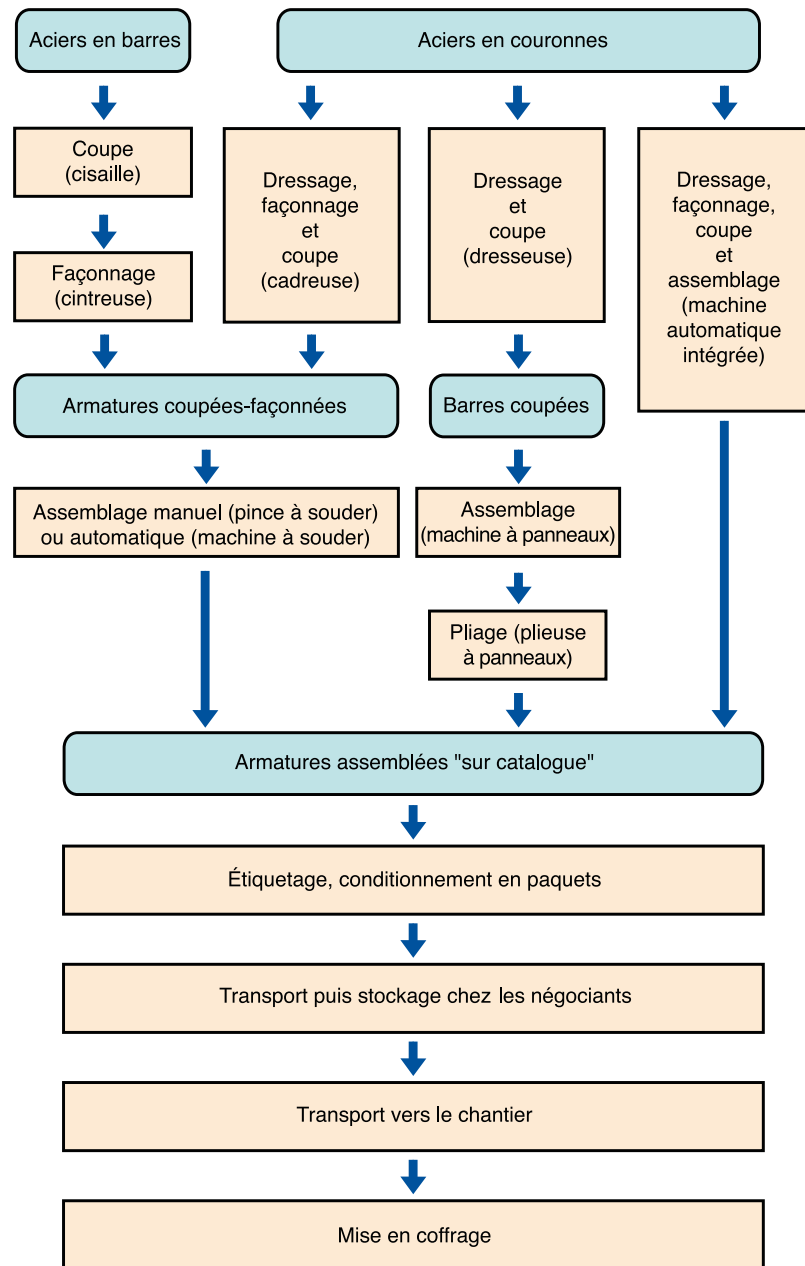 Aciers en barres
Aciers en couronnes
Coupe
(cisaille)
Façonnage
(cintreuse)
Dressage,
façonnage
et
coupe
(cadreuse)
Dressage
et
coupe
(dresseuse)
Dressage,
façonnage,
coupe
et
assemblage
(machine
automatique
intégrée)
Armatures coupées-façonnées
Barres coupées
Assemblage manuel (pince à souder)
ou automatique (machine à souder)
Assemblage
(machine à panneaux)
Pliage (plieuse
à panneaux)
Armatures assemblées "sur catalogue"
Étiquetage, conditionnement en paquets
Transport puis stockage chez les négociants
Transport vers le chantier
Mise en coffrage